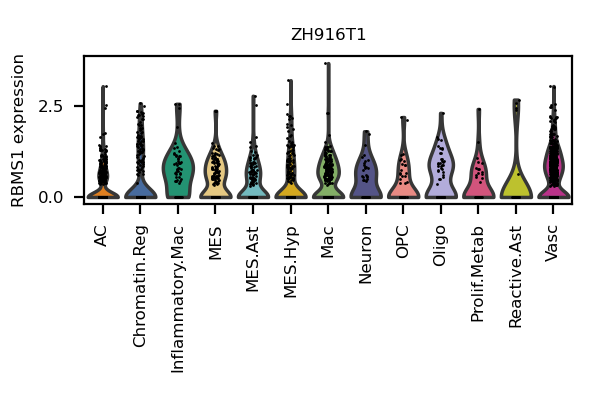 ZH916T1
RBMS1 expression
2.5
0.0
AC
Chromatin.Reg
Inflammatory.Mac
MES
MES.Ast
MES.Hyp
Mac
Neuron
OPC
Oligo
Prolif.Metab
Reactive.Ast
Vasc